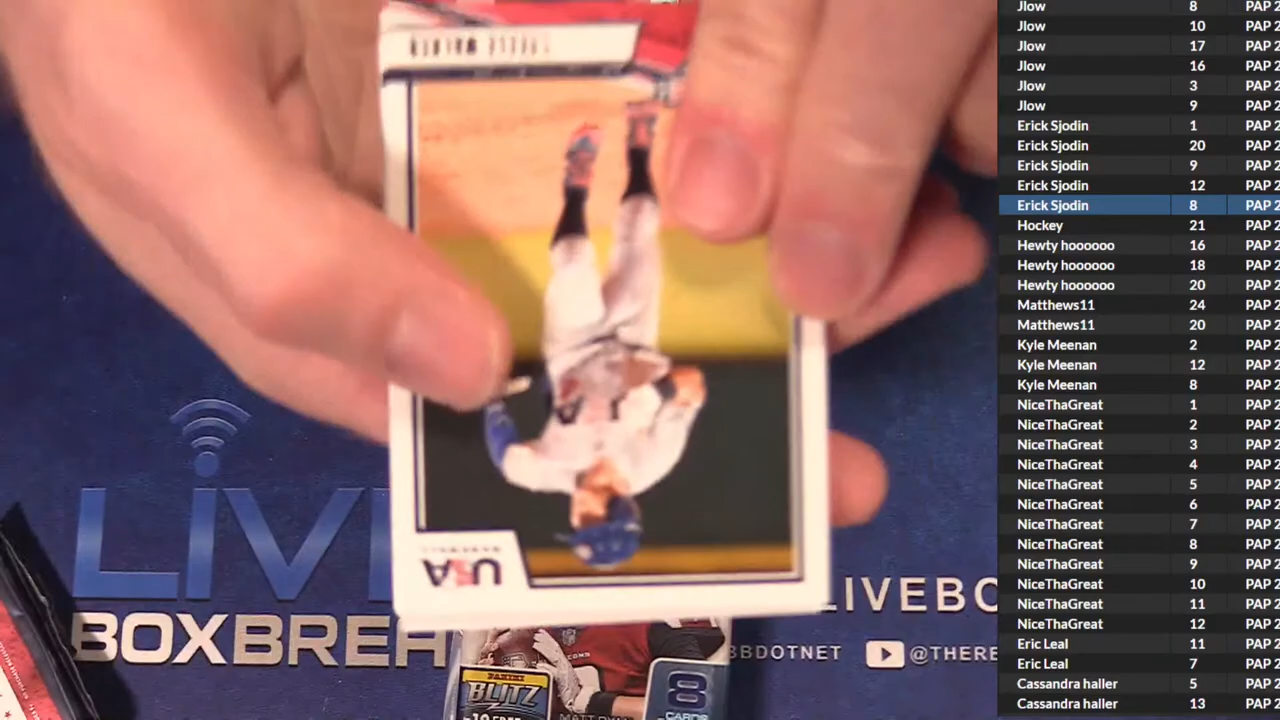 STEELE WALKER
USA
BASEBALL
LIV
BOXBRE
LIVEBO
BBDOTNET
@THERE
PANINI
BLITZ
8
CARDS
NFL
Jlow 8 PAP 2
Jlow 10 PAP 2
Jlow 17 PAP 2
Jlow 16 PAP 2
Jlow 3 PAP 2
Jlow 9 PAP 2
Erick Sjodin 1 PAP 2
Erick Sjodin 20 PAP 2
Erick Sjodin 9 PAP 2
Erick Sjodin 12 PAP 2
Erick Sjodin 8 PAP 2
Hockey 21 PAP 2
Hewty hoooooo 16 PAP 2
Hewty hoooooo 18 PAP 2
Hewty hoooooo 20 PAP 2
Matthews11 24 PAP 2
Matthews11 20 PAP 2
Kyle Meenan 2 PAP 2
Kyle Meenan 12 PAP 2
Kyle Meenan 8 PAP 2
NiceThaGreat 1 PAP 2
NiceThaGreat 2 PAP 2
NiceThaGreat 3 PAP 2
NiceThaGreat 4 PAP 2
NiceThaGreat 5 PAP 2
NiceThaGreat 6 PAP 2
NiceThaGreat 7 PAP 2
NiceThaGreat 8 PAP 2
NiceThaGreat 9 PAP 2
NiceThaGreat 10 PAP 2
NiceThaGreat 11 PAP 2
NiceThaGreat 12 PAP 2
Eric Leal 11 PAP 2
Eric Leal 7 PAP 2
Cassandra haller 5 PAP 2
Cassandra haller 13 PAP 2